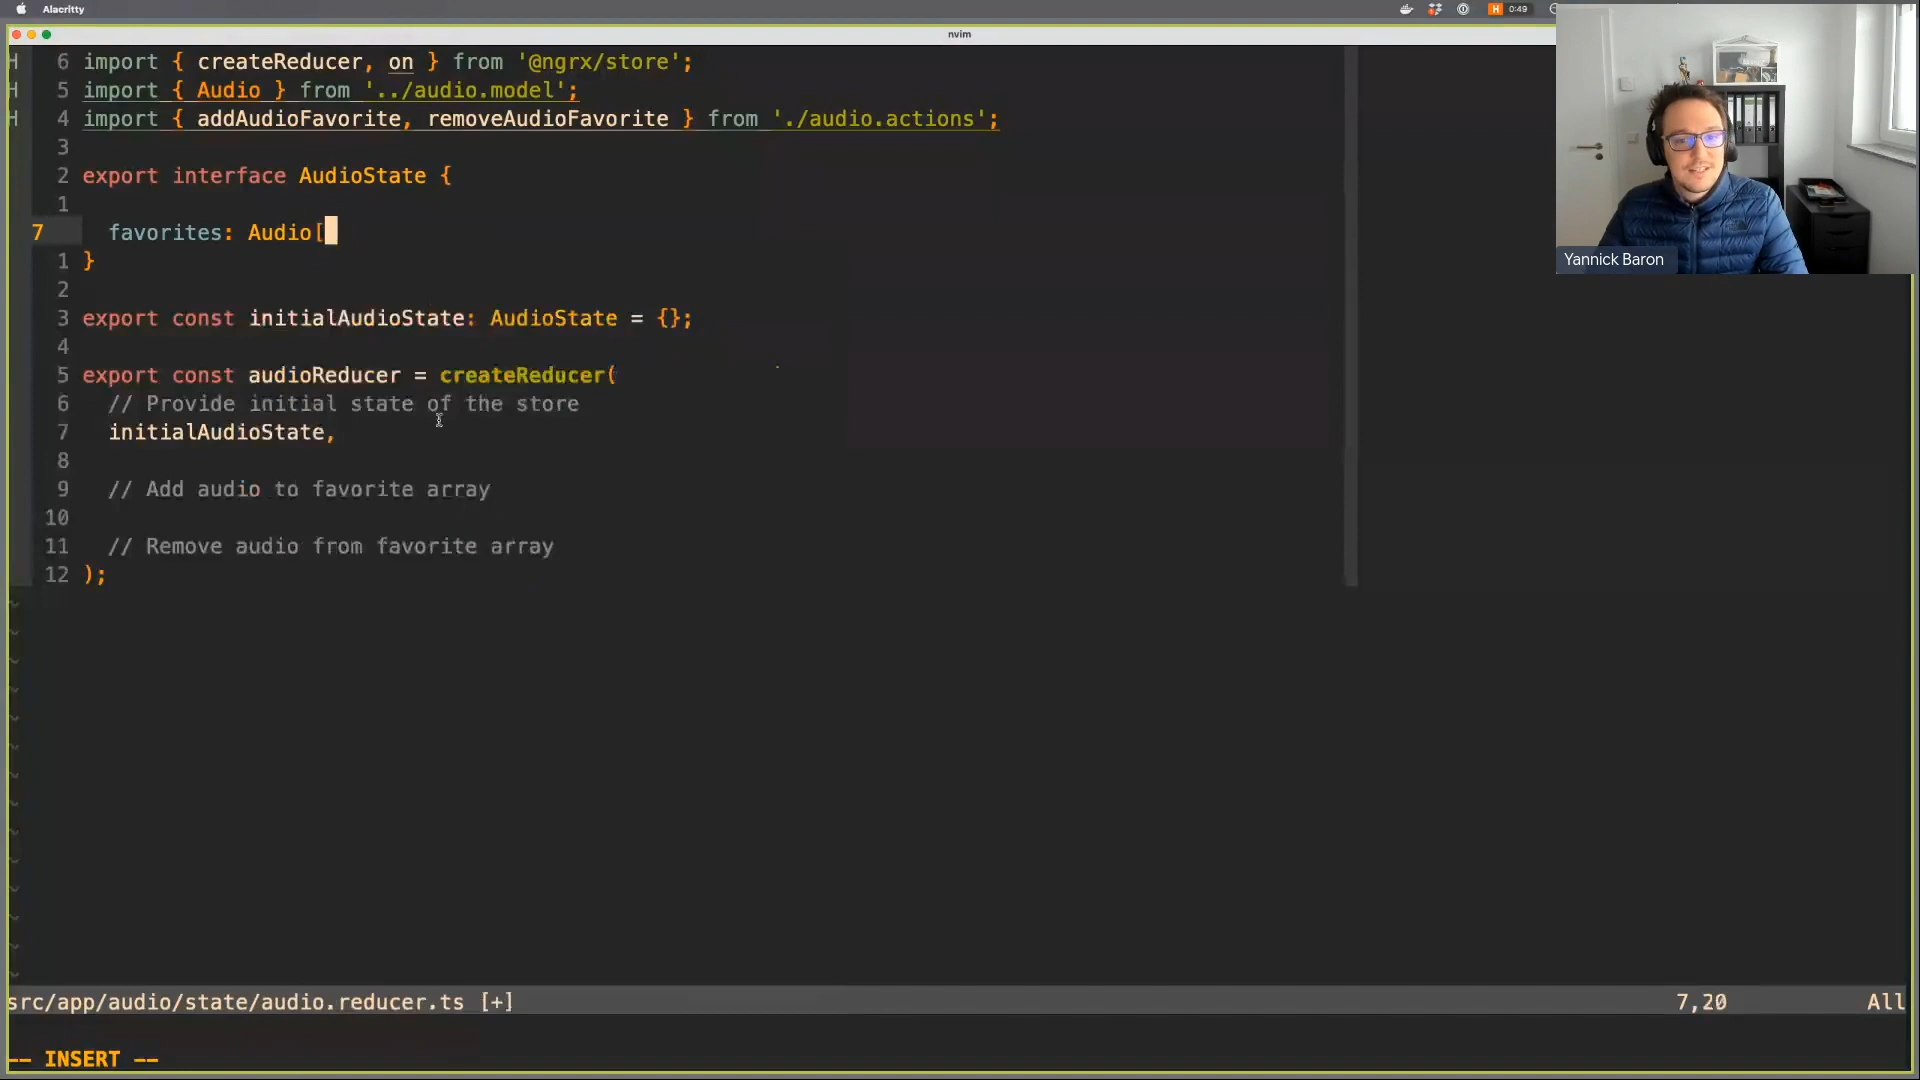 Alacritty
H 0:49
nvim
H 6 import { createReducer, on } from '@ngrx/store';
H 5 import { Audio } from '../audio.model';
H 4 import { addAudioFavorite, removeAudioFavorite } from './audio.actions';
3
2 export interface AudioState {
1
7 favorites: Audio[
1 }
2
3 export const initialAudioState: AudioState = {};
4
5 export const audioReducer = createReducer(
6 // Provide initial state of the store
7 initialAudioState,
8
9 // Add audio to favorite array
10
11 // Remove audio from favorite array
12 );
~
~
~
~
~
~
~
~
~
~
~
~
~
~
Yannick Baron
src/app/audio/state/audio.reducer.ts [+] 7,20 All
-- INSERT --